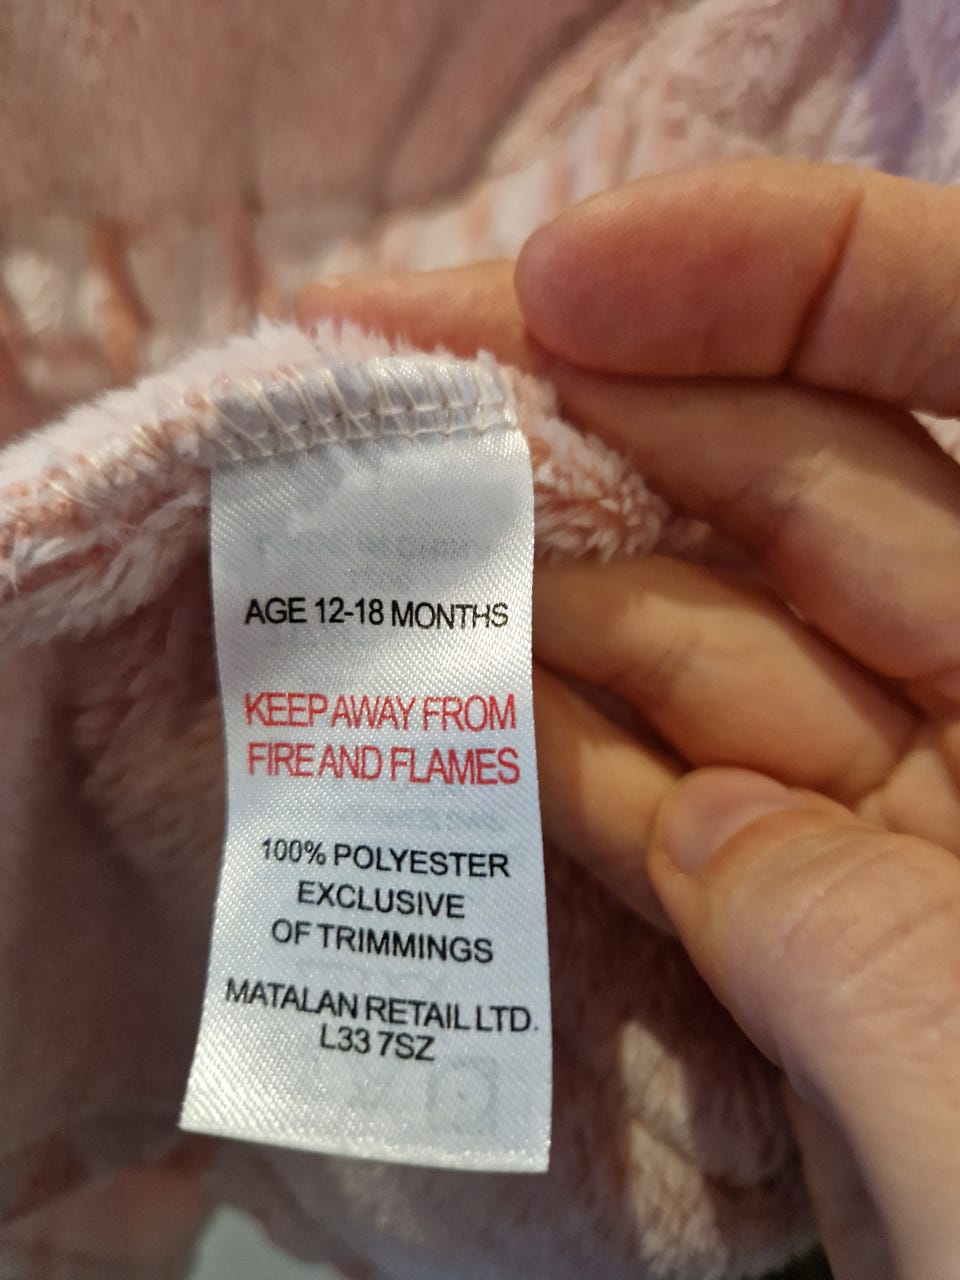 AGE 12-18 MONTHS
KEEP AWAY FROM
FIRE AND FLAMES
100% POLYESTER
EXCLUSIVE
OF TRIMMINGS
MATALAN RETAIL LTD.
L33 7SZ